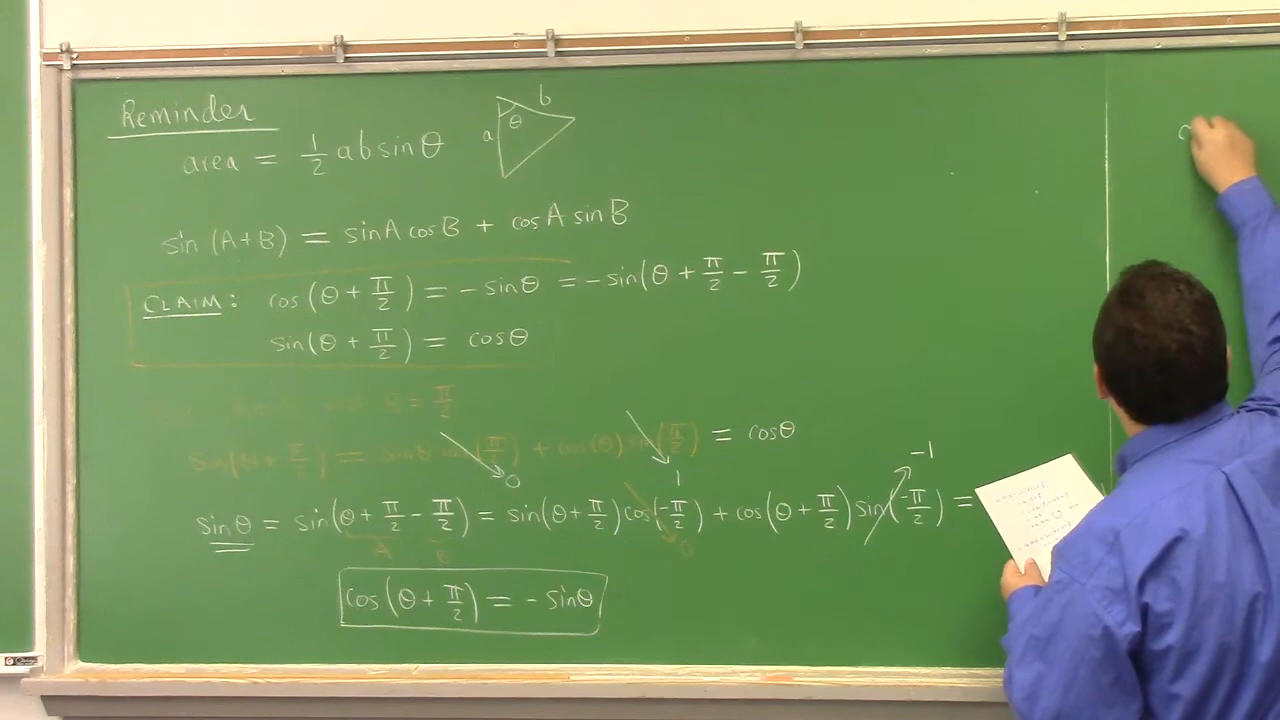 Reminder
area = 1/2 ab sin θ
a θ b
sin (A+B) = sin A cos B + cos A sin B
CLAIM: cos(θ + π/2) = - sin θ = - sin(θ + π/2 - π/2)
sin(θ + π/2) = cos θ
= π/2
sin(θ + π/2) = sin θ cos(π/2) + cos(θ) sin(π/2) = cos θ
0 1 -1
sin θ = sin(θ + π/2 - π/2) = sin(θ + π/2) cos(-π/2) + cos(θ + π/2) sin(-π/2) =
A B 0
cos(θ + π/2) = - sin θ